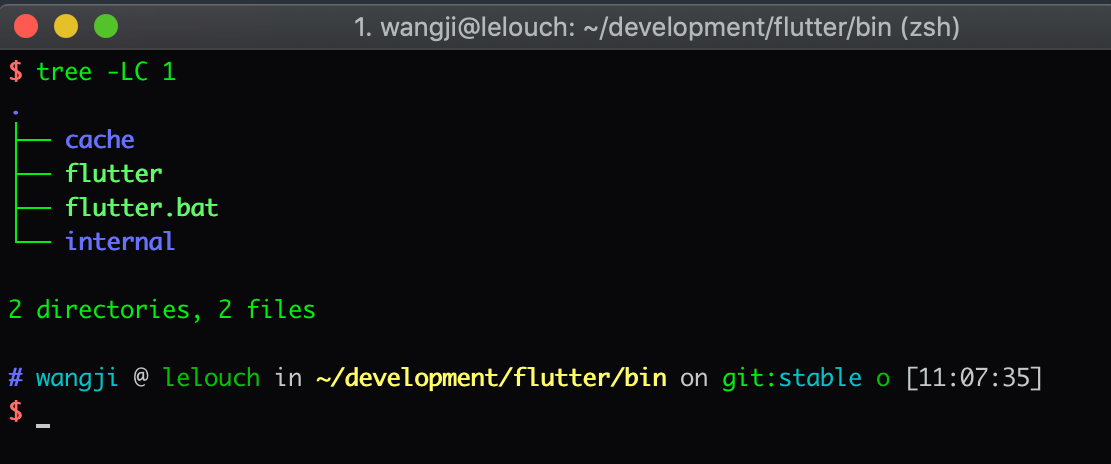 1. wangji@lelouch: ~/development/flutter/bin (zsh)
$ tree -LC 1
.
├── cache
├── flutter
├── flutter.bat
└── internal
2 directories, 2 files
# wangji @ lelouch in ~/development/flutter/bin on git:stable o [11:07:35]
$ _